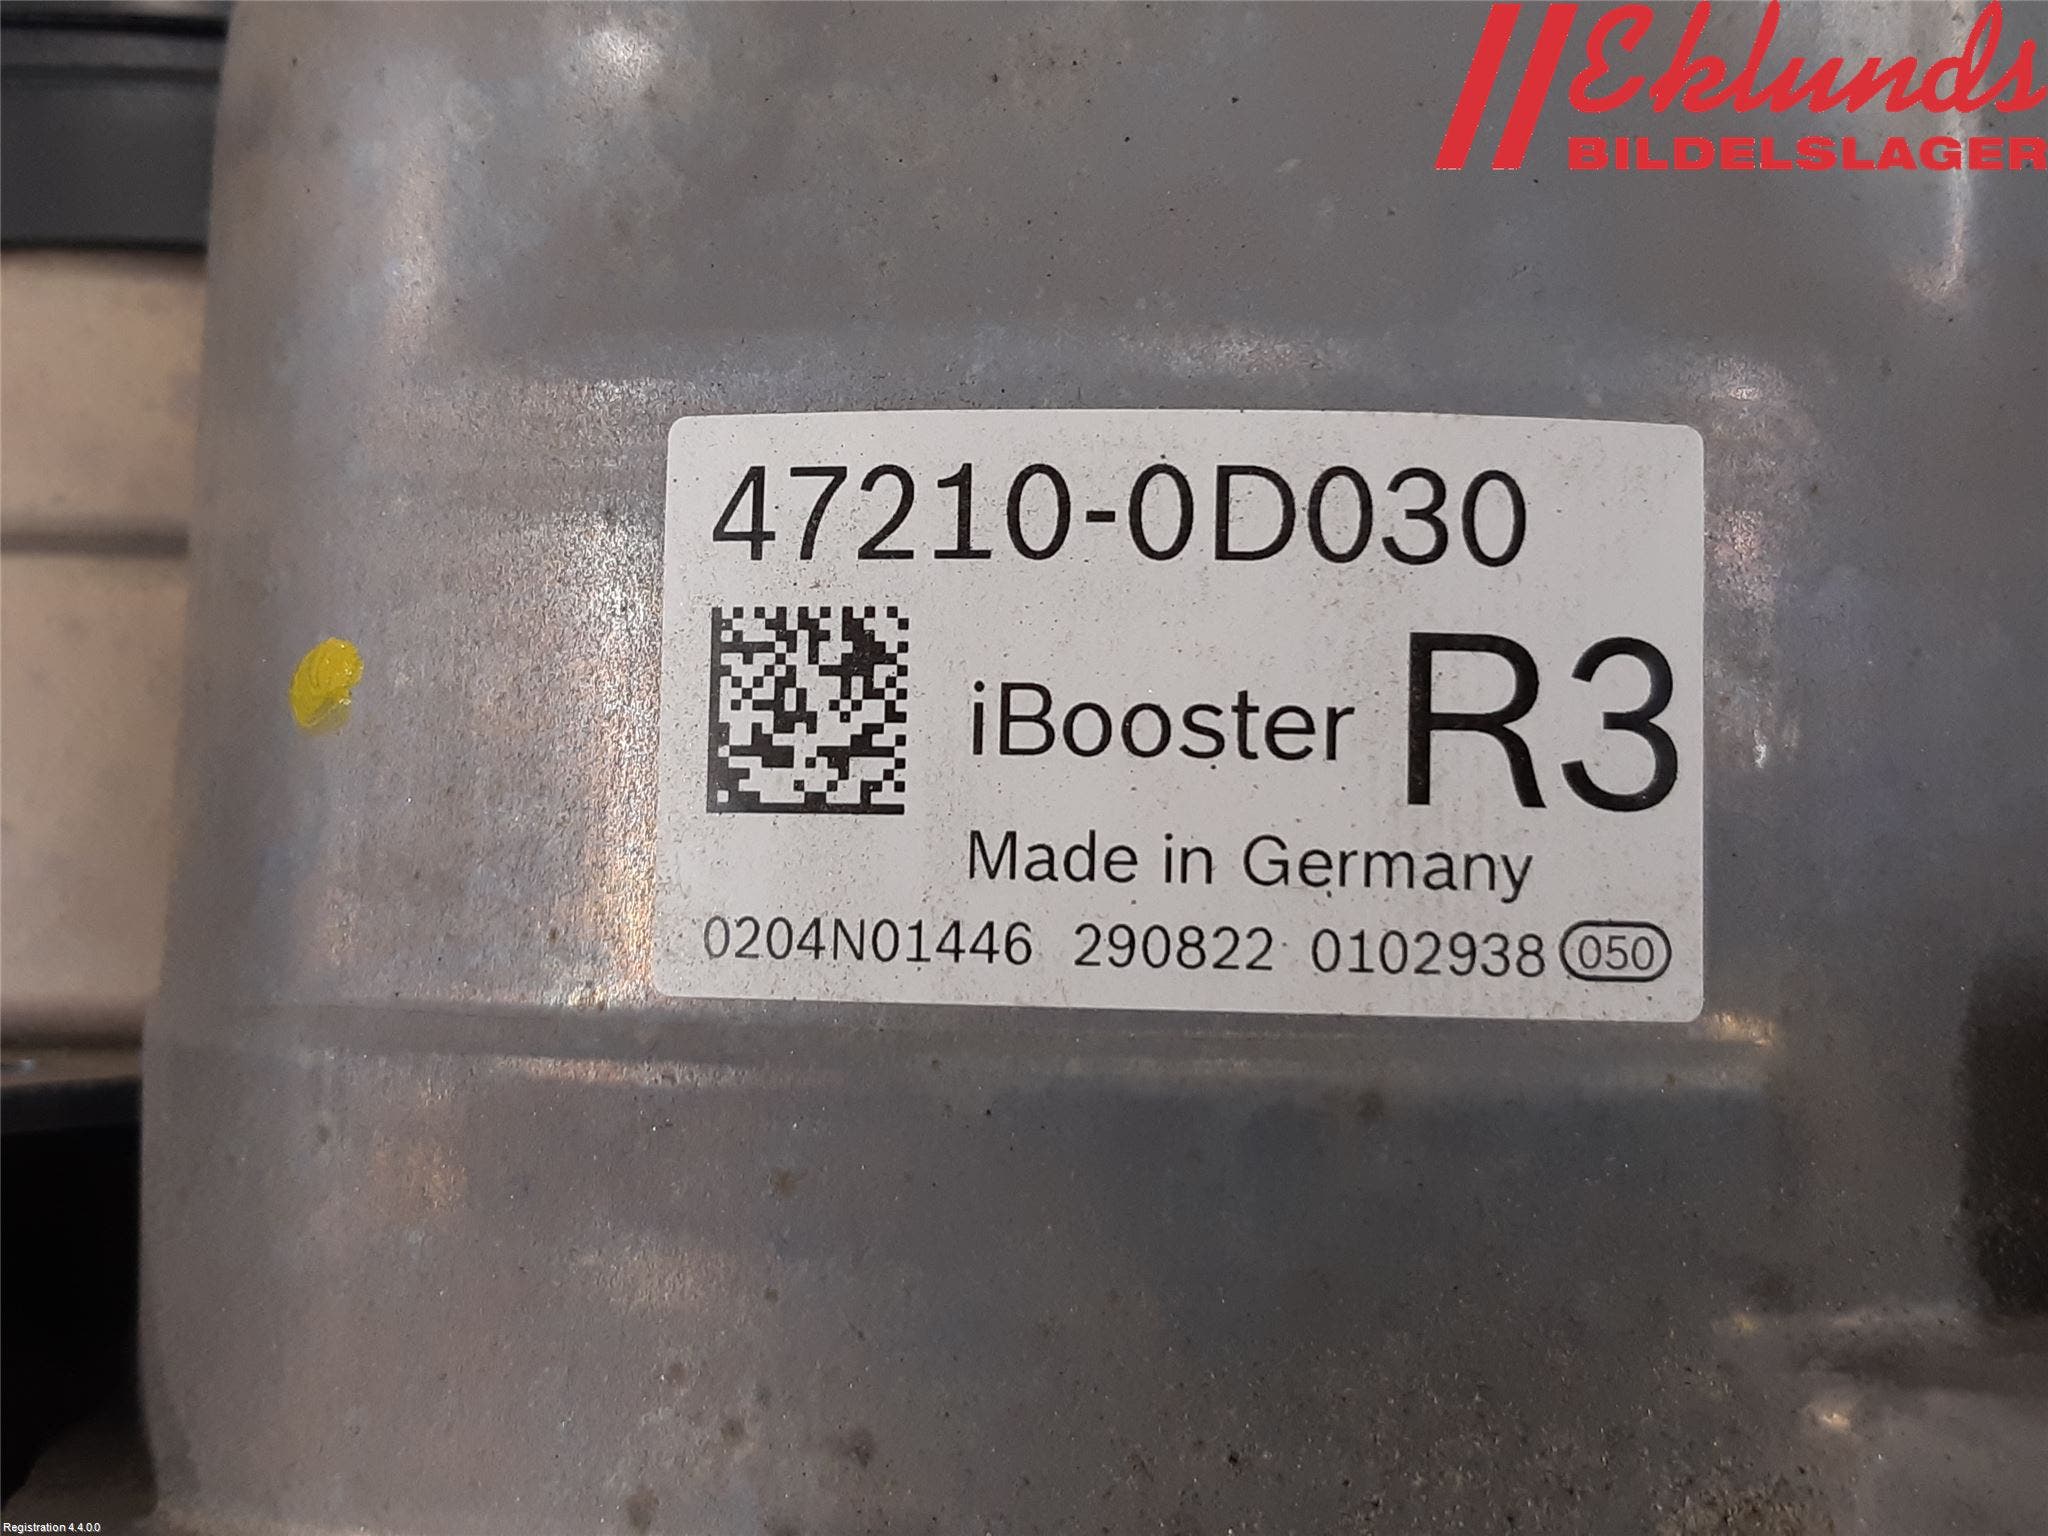 Eklunds
BILDELSLAGER
47210-0D030
iBooster R3
Made in Germany
0204N01446 290822 0102938 050
Registration 4.4.0.0